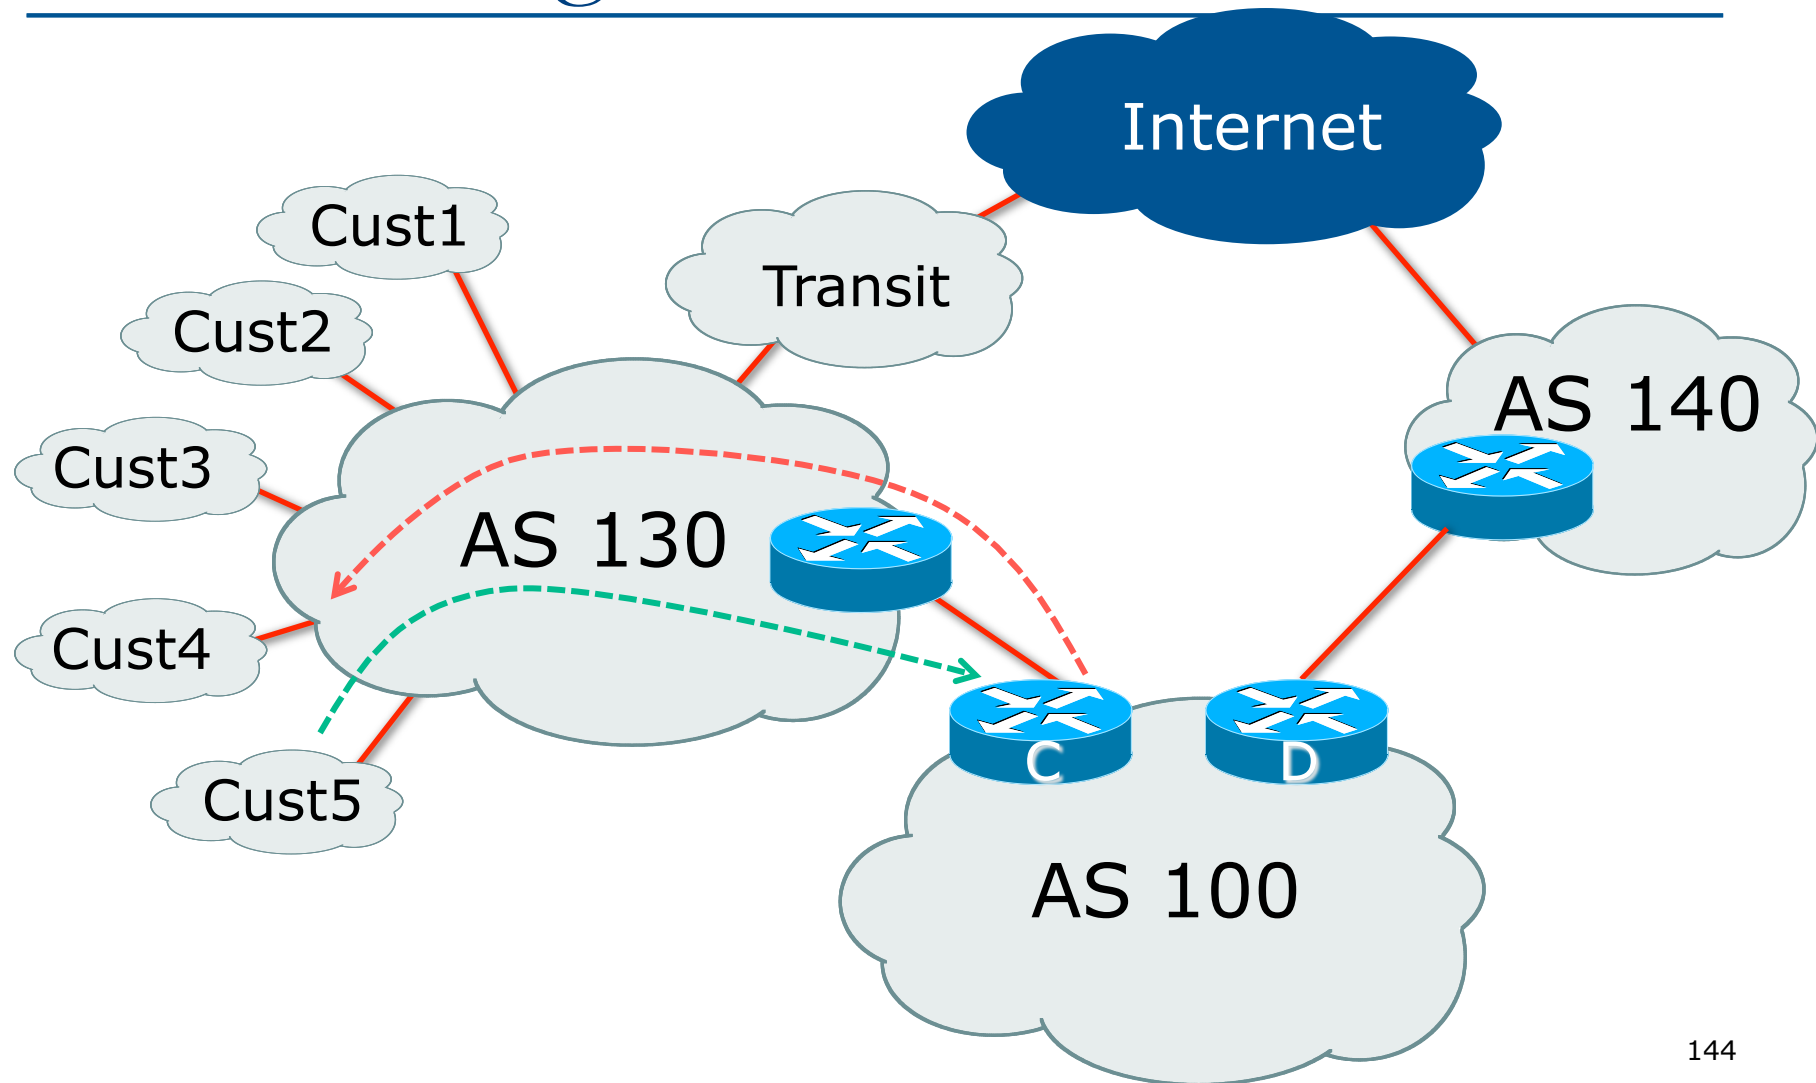 Internet
Cust1
Transit
Cust2
AS 140
Cust3
AS 130
Cust4
C
D
Cust5
AS 100
144